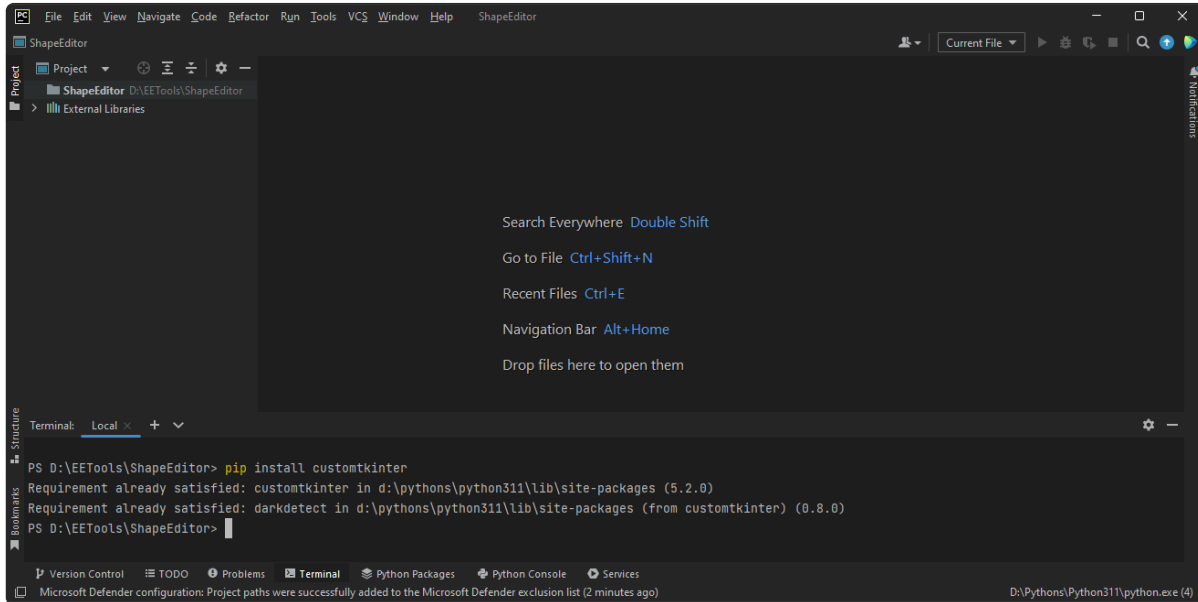 PC File Edit View Navigate Code Refactor Run Tools VCS Window Help ShapeEditor
ShapeEditor Current File
Project
Project
ShapeEditor D:\EETools\ShapeEditor
External Libraries
Notifications
Search Everywhere Double Shift
Go to File Ctrl+Shift+N
Recent Files Ctrl+E
Navigation Bar Alt+Home
Drop files here to open them
Structure
Bookmarks
Terminal: Local
PS D:\EETools\ShapeEditor> pip install customtkinter
Requirement already satisfied: customtkinter in d:\pythons\python311\lib\site-packages (5.2.0)
Requirement already satisfied: darkdetect in d:\pythons\python311\lib\site-packages (from customtkinter) (0.8.0)
PS D:\EETools\ShapeEditor>
Version Control TODO Problems Terminal Python Packages Python Console Services
Microsoft Defender configuration: Project paths were successfully added to the Microsoft Defender exclusion list (2 minutes ago) D:\Pythons\Python311\python.exe (4)